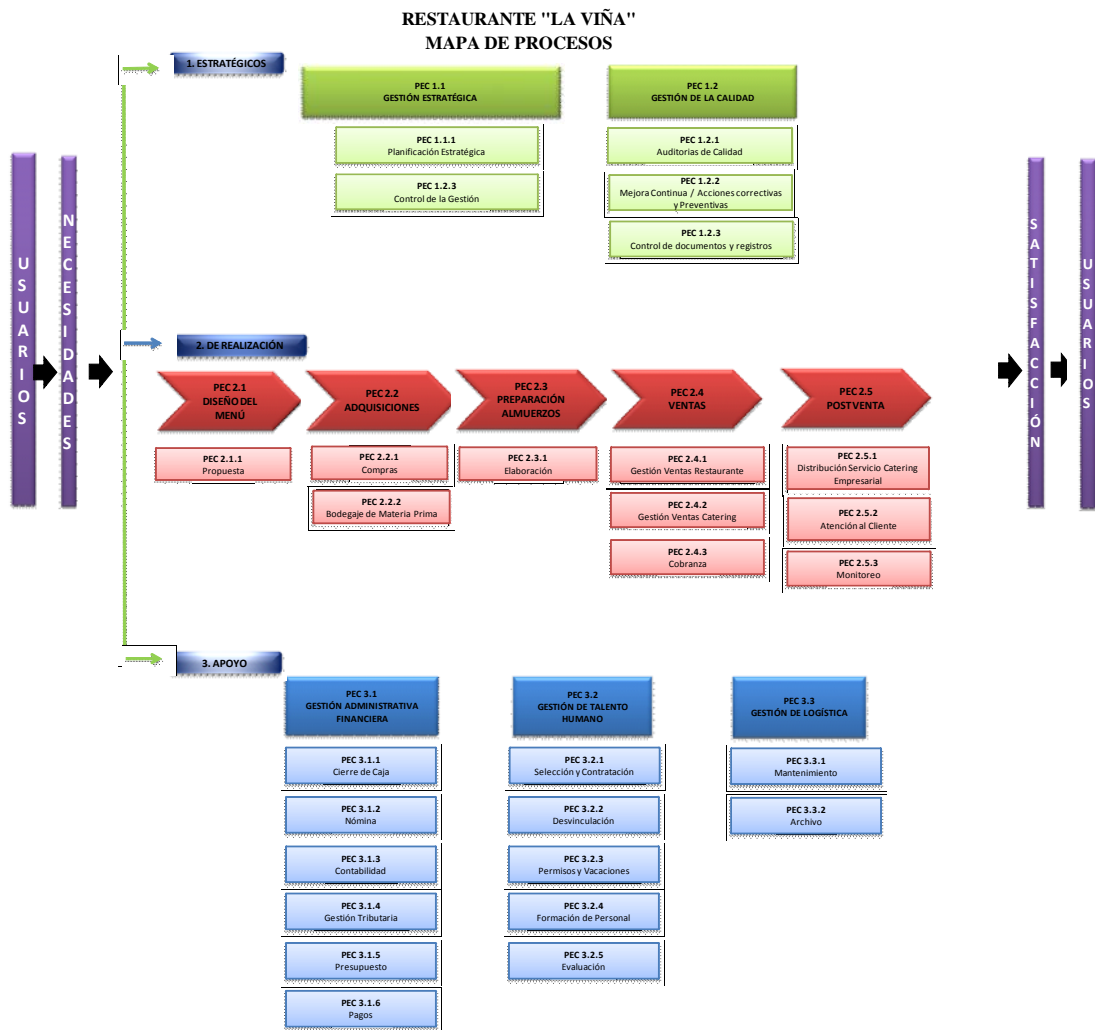 RESTAURANTE "LA VIÑA"
MAPA DE PROCESOS
USUARIOS
NECESIDADES
1. ESTRATÉGICOS
PEC 1.1
GESTIÓN ESTRATÉGICA
PEC 1.1.1
Planificación Estratégica
PEC 1.2.3
Control de la Gestión
PEC 1.2
GESTIÓN DE LA CALIDAD
PEC 1.2.1
Auditorias de Calidad
PEC 1.2.2
Mejora Continua / Acciones correctivas
y Preventivas
PEC 1.2.3
Control de documentos y registros
2. DE REALIZACIÓN
PEC 2.1
DISEÑO DEL
MENÚ
PEC 2.1.1
Propuesta
PEC 2.2
ADQUISICIONES
PEC 2.2.1
Compras
PEC 2.2.2
Bodegaje de Materia Prima
PEC 2.3
PREPARACIÓN
ALMUERZOS
PEC 2.3.1
Elaboración
PEC 2.4
VENTAS
PEC 2.4.1
Gestión Ventas Restaurante
PEC 2.4.2
Gestión Ventas Catering
PEC 2.4.3
Cobranza
PEC 2.5
POSTVENTA
PEC 2.5.1
Distribución Servicio Catering
Empresarial
PEC 2.5.2
Atención al Cliente
PEC 2.5.3
Monitoreo
3. APOYO
PEC 3.1
GESTIÓN ADMINISTRATIVA
FINANCIERA
PEC 3.1.1
Cierre de Caja
PEC 3.1.2
Nómina
PEC 3.1.3
Contabilidad
PEC 3.1.4
Gestión Tributaria
PEC 3.1.5
Presupuesto
PEC 3.1.6
Pagos
PEC 3.2
GESTIÓN DE TALENTO
HUMANO
PEC 3.2.1
Selección y Contratación
PEC 3.2.2
Desvinculación
PEC 3.2.3
Permisos y Vacaciones
PEC 3.2.4
Formación de Personal
PEC 3.2.5
Evaluación
PEC 3.3
GESTIÓN DE LOGÍSTICA
PEC 3.3.1
Mantenimiento
PEC 3.3.2
Archivo
SATISFACCIÓN
USUARIOS